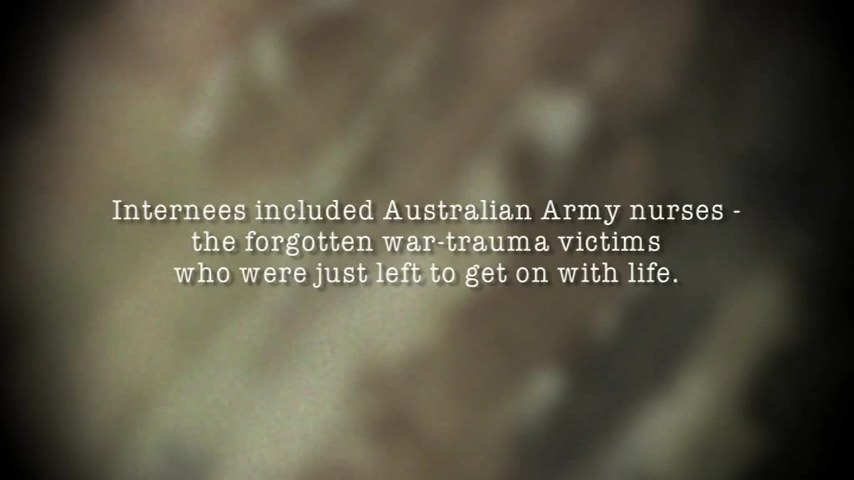 Internees included Australian Army nurses -
the forgotten war-trauma victims
who were just left to get on with life.